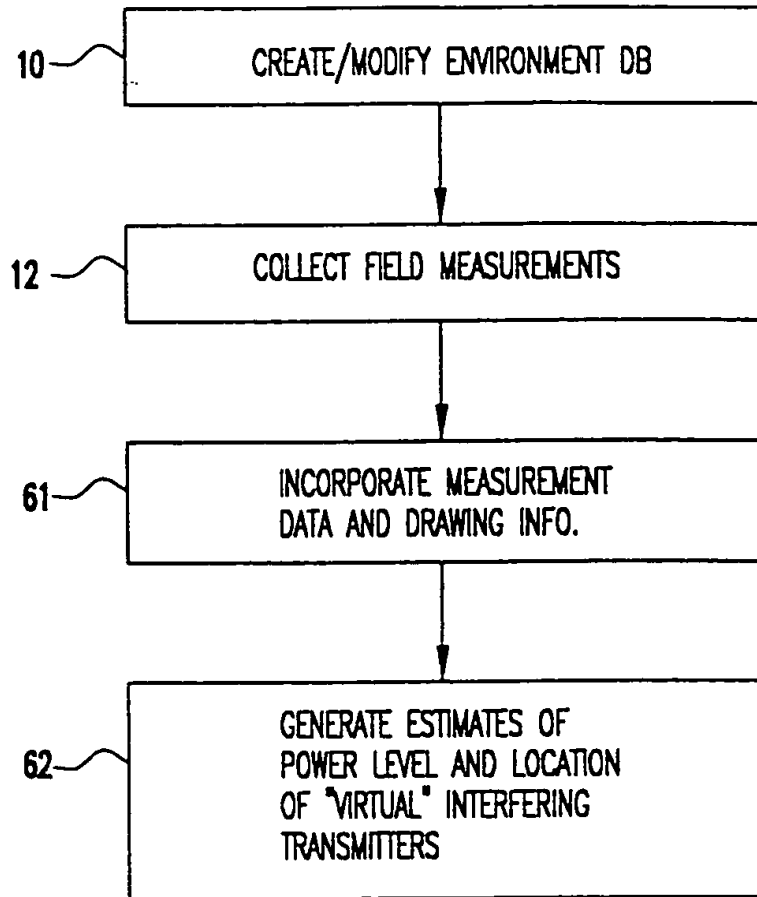 10
CREATE/MODIFY ENVIRONMENT DB
12
COLLECT FIELD MEASUREMENTS
61
INCORPORATE MEASUREMENT
DATA AND DRAWING INFO.
62
GENERATE ESTIMATES OF
POWER LEVEL AND LOCATION
OF "VIRTUAL" INTERFERING
TRANSMITTERS